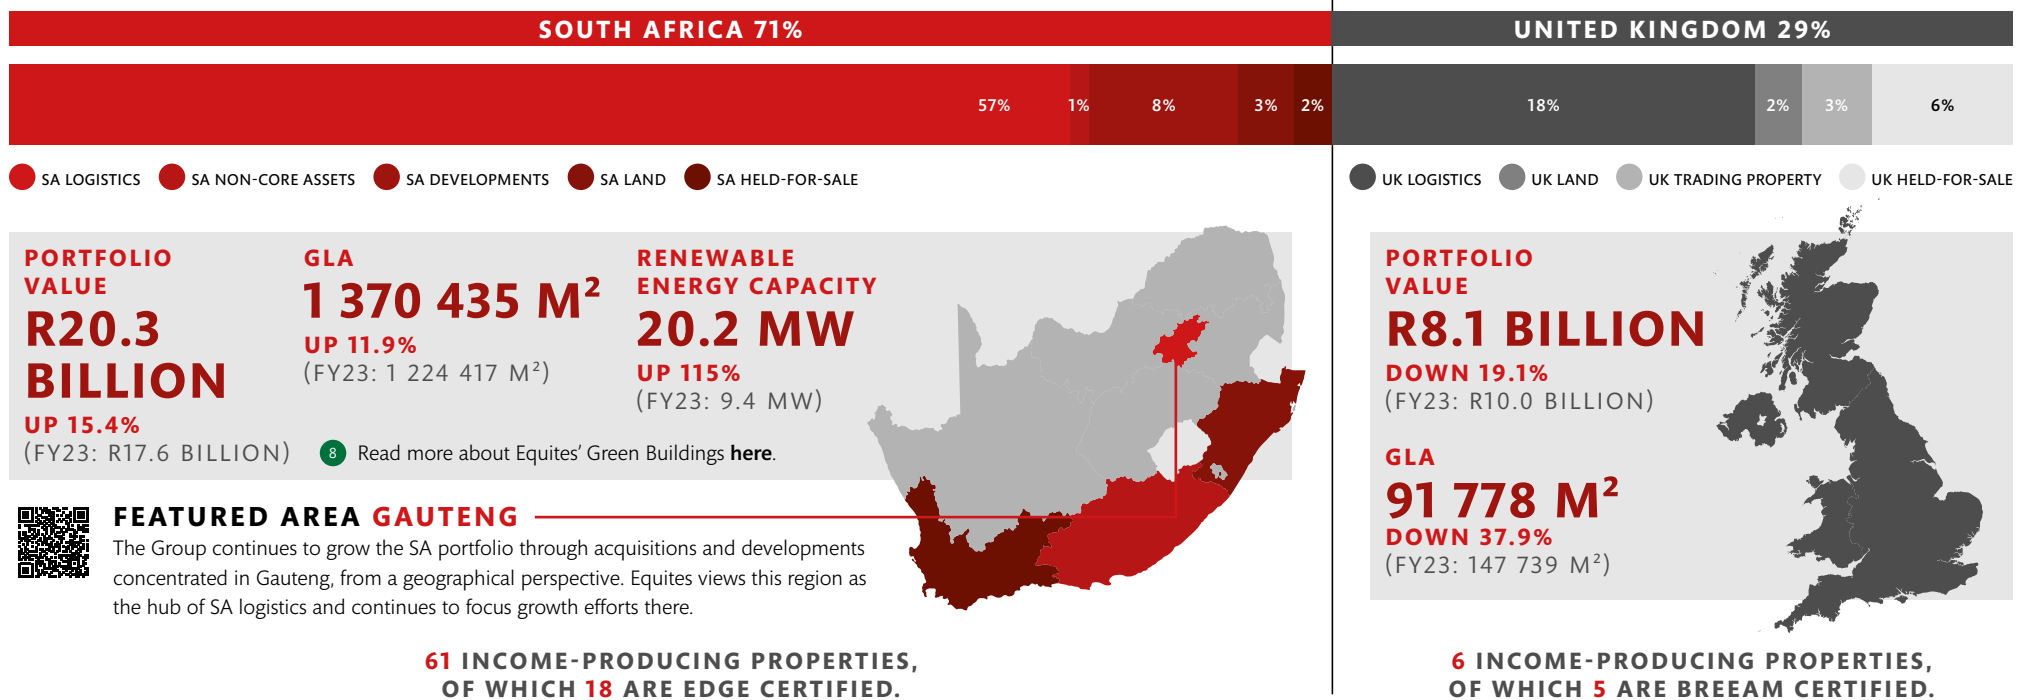 SOUTH AFRICA 71%
57%
1%
8%
3%
2%
SA LOGISTICS
SA NON-CORE ASSETS
SA DEVELOPMENTS
SA LAND
SA HELD-FOR-SALE
PORTFOLIO
VALUE
R20.3
BILLION
UP 15.4%
(FY23: R17.6 BILLION)
GLA
1 370 435 M²
UP 11.9%
(FY23: 1 224 417 M²)
RENEWABLE
ENERGY CAPACITY
20.2 MW
UP 115%
(FY23: 9.4 MW)
8 Read more about Equites' Green Buildings here.
FEATURED AREA GAUTENG
The Group continues to grow the SA portfolio through acquisitions and developments
concentrated in Gauteng, from a geographical perspective. Equites views this region as
the hub of SA logistics and continues to focus growth efforts there.
61 INCOME-PRODUCING PROPERTIES,
OF WHICH 18 ARE EDGE CERTIFIED.
UNITED KINGDOM 29%
18%
2%
3%
6%
UK LOGISTICS
UK LAND
UK TRADING PROPERTY
UK HELD-FOR-SALE
PORTFOLIO
VALUE
R8.1 BILLION
DOWN 19.1%
(FY23: R10.0 BILLION)
GLA
91 778 M²
DOWN 37.9%
(FY23: 147 739 M²)
6 INCOME-PRODUCING PROPERTIES,
OF WHICH 5 ARE BREEAM CERTIFIED.